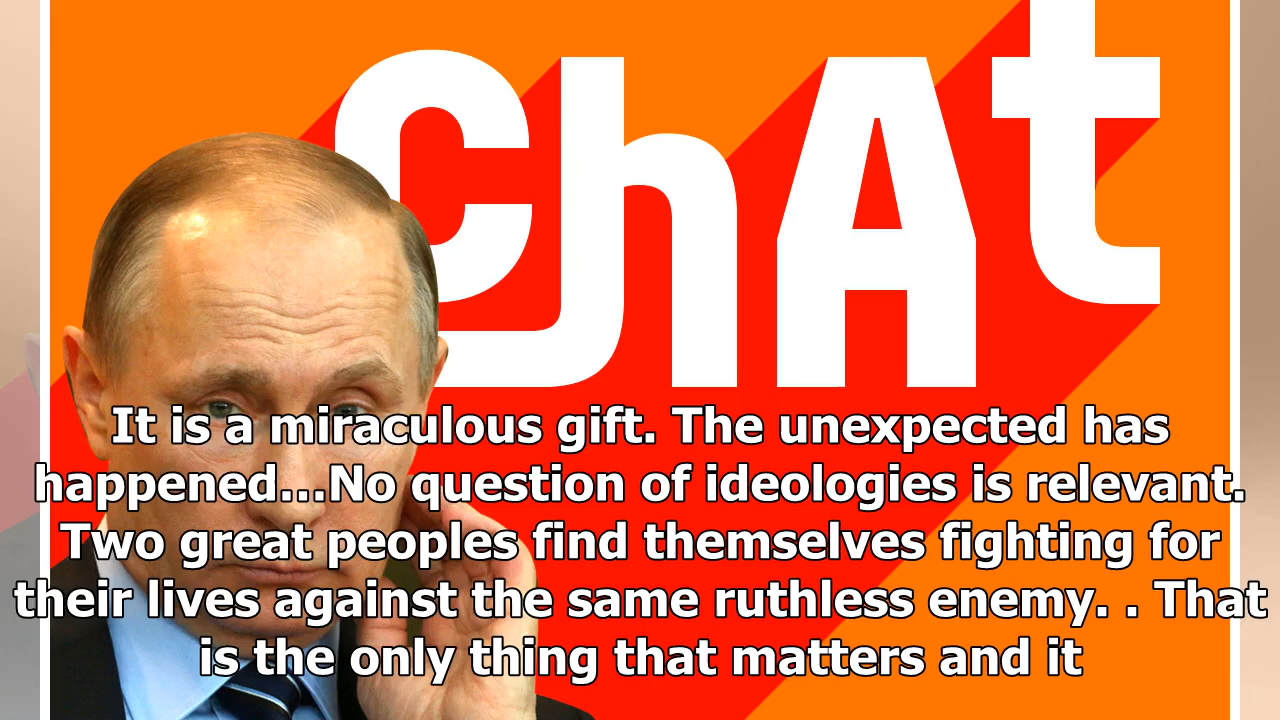 chAt
It is a miraculous gift. The unexpected has
happened...No question of ideologies is relevant.
Two great peoples find themselves fighting for
their lives against the same ruthless enemy. . That
is the only thing that matters and it